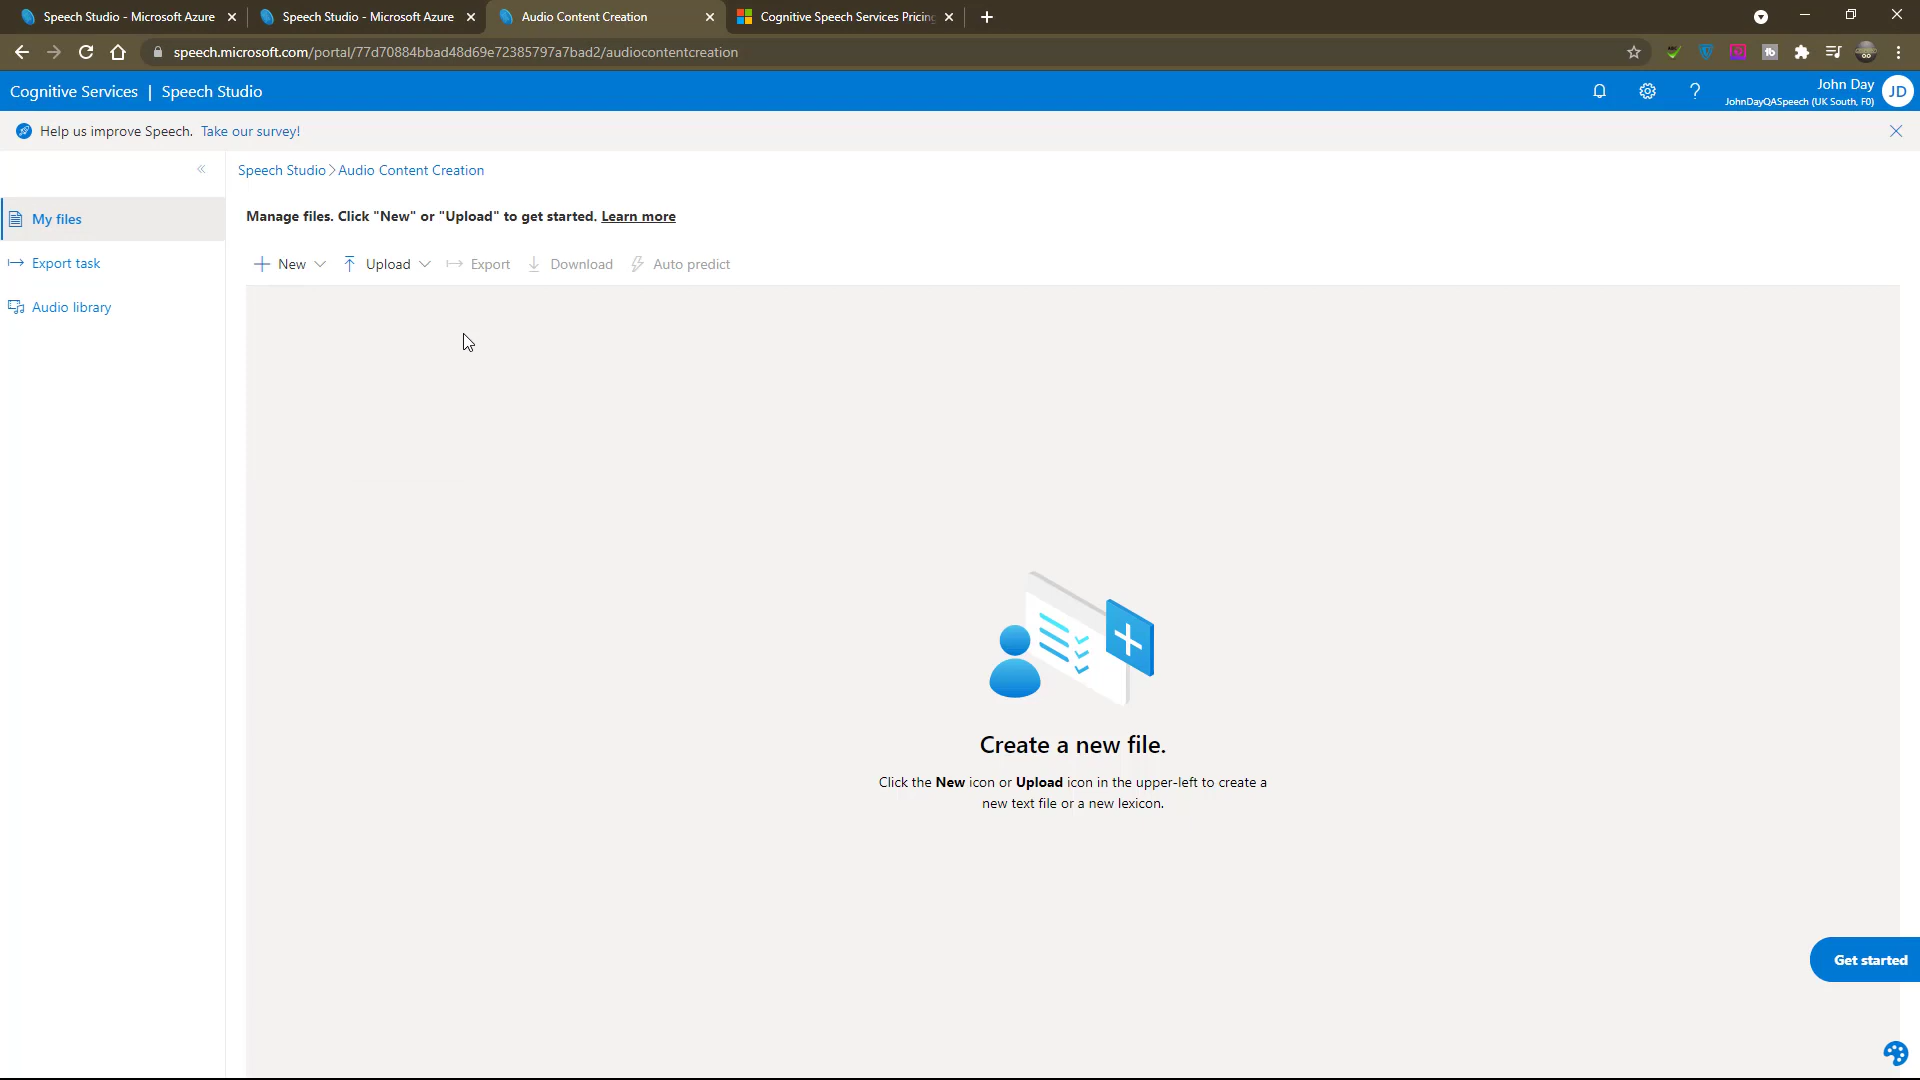 Speech Studio - Microsoft Azure
Speech Studio - Microsoft Azure
Audio Content Creation
Cognitive Speech Services Pricing
speech.microsoft.com/portal/77d70884bbad48d69e72385797a7bad2/audiocontentcreation
Cognitive Services | Speech Studio
John Day
JohnDayQASpeech (UK South, F0)
JD
Help us improve Speech. Take our survey!
Speech Studio > Audio Content Creation
My files
Export task
Audio library
Manage files. Click "New" or "Upload" to get started. Learn more
New Upload Export Download Auto predict
Create a new file.
Click the New icon or Upload icon in the upper-left to create a
new text file or a new lexicon.
Get started